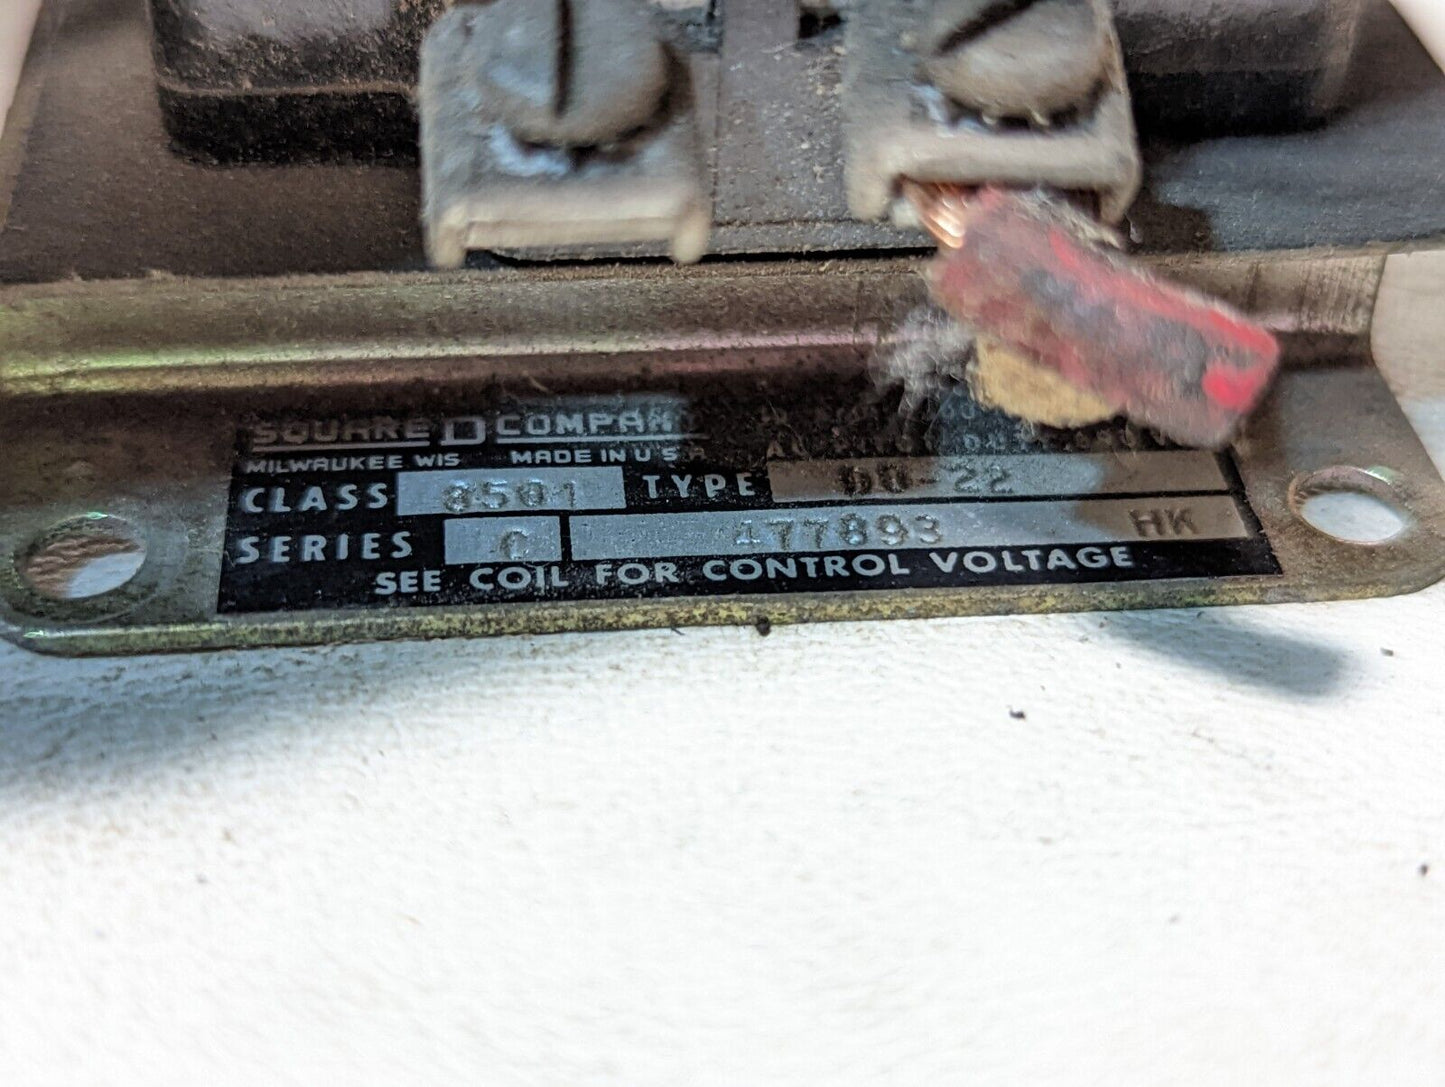 SQUARE D COMPANY
MILWAUKEE WIS MADE IN U S A
CLASS 8501 TYPE DO-22
SERIES C 477893 HK
SEE COIL FOR CONTROL VOLTAGE